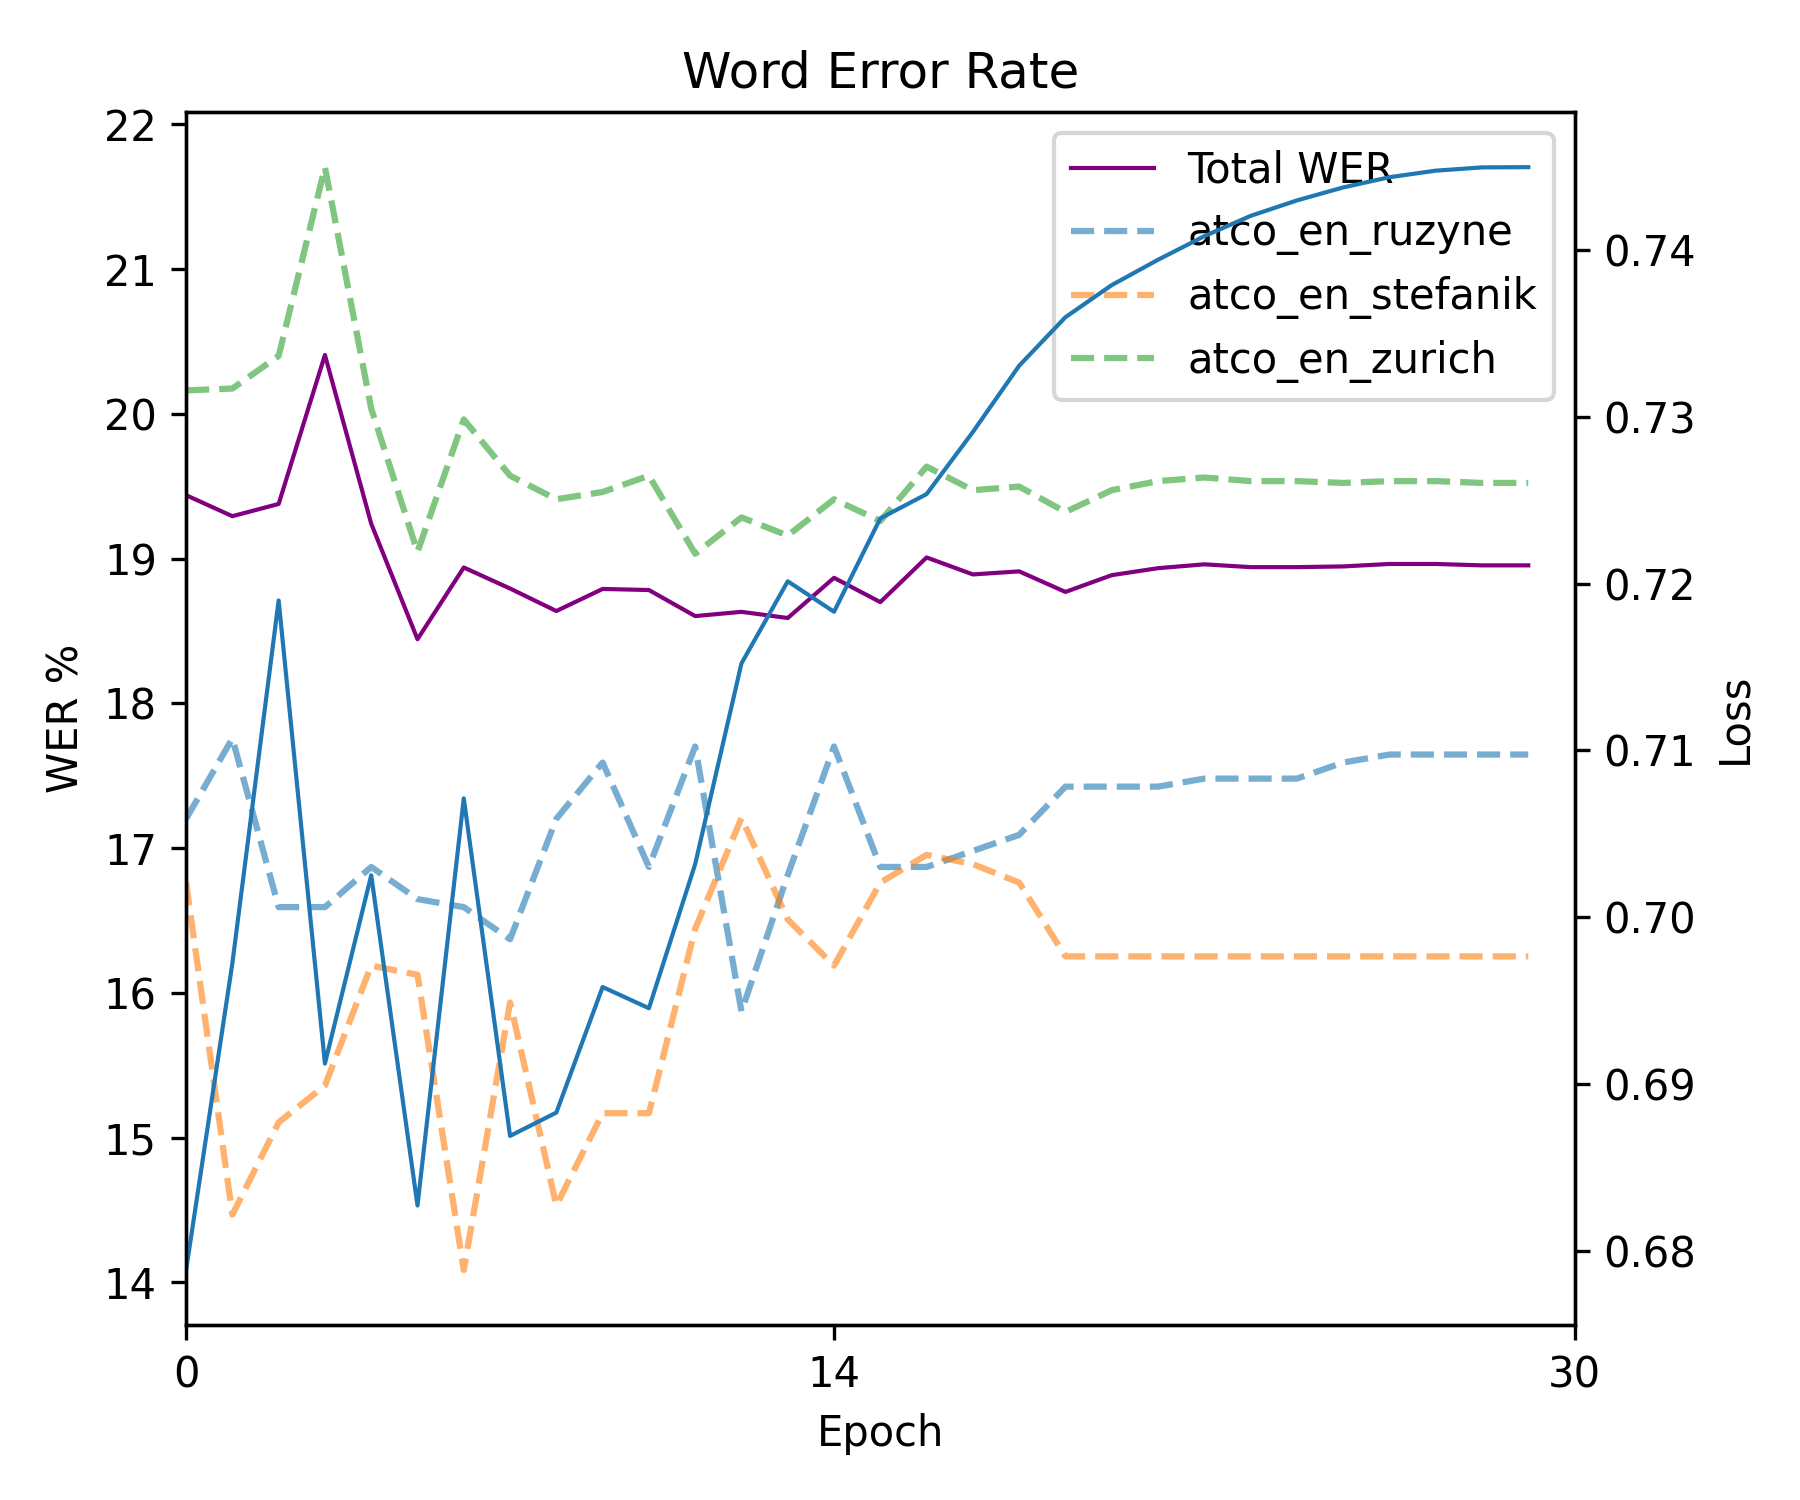 Word Error Rate
22
21
20
19
18
17
16
15
14
WER %
Total WER
atco_en_ruzyne
atco_en_stefanik
atco_en_zurich
0.74
0.73
0.72
0.71
0.70
0.69
0.68
Loss
0 14 30
Epoch